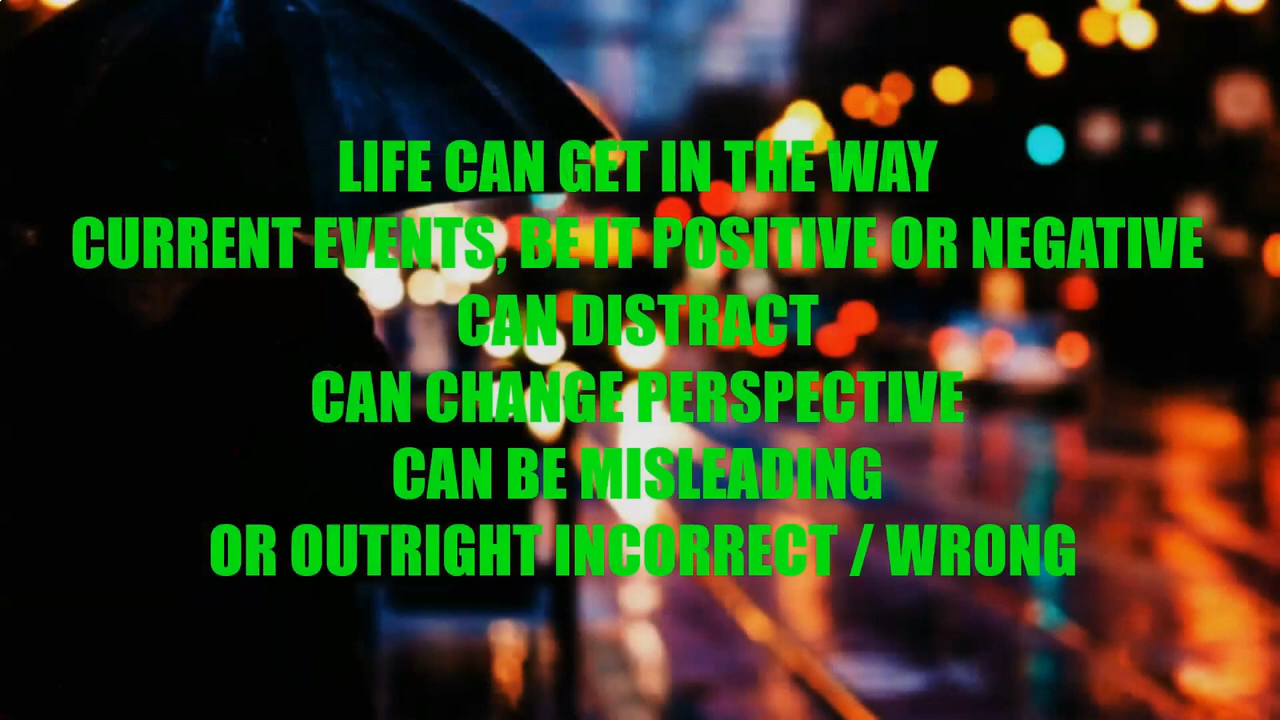 LIFE CAN GET IN THE WAY
CURRENT EVENTS, BE IT POSITIVE OR NEGATIVE
CAN DISTRACT
CAN CHANGE PERSPECTIVE
CAN BE MISLEADING
OR OUTRIGHT INCORRECT / WRONG